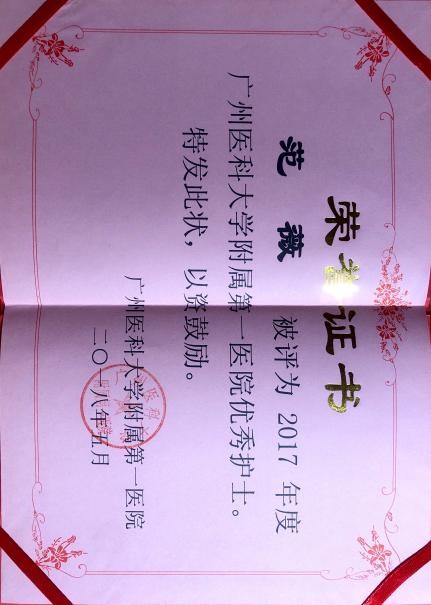 荣誉证书
范薇 被评为 2017 年度
广州医科大学附属第一医院优秀护士。
特发此状，以资鼓励。
广州医科大学附属第一医院
二〇一八年五月